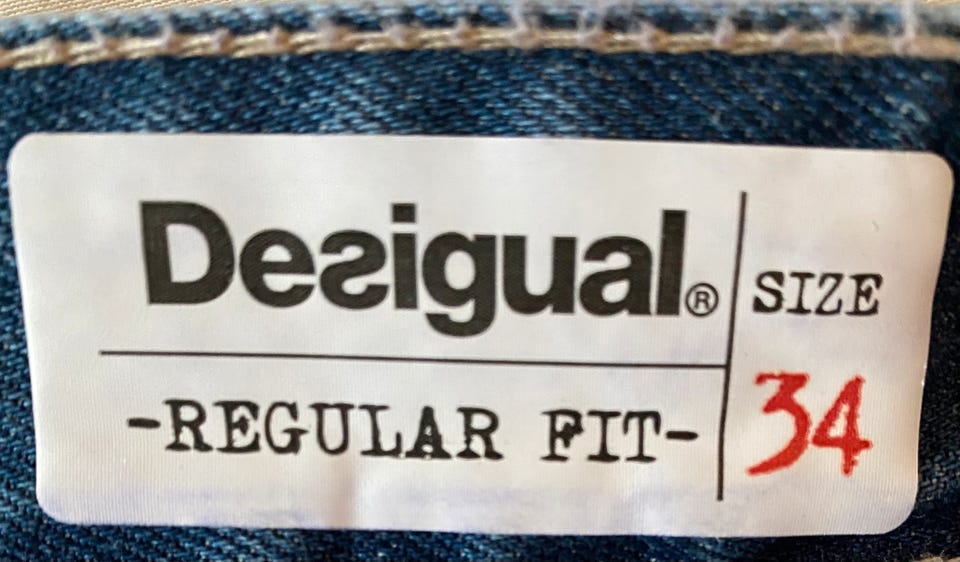 Desigual®
-REGULAR FIT-
SIZE
34